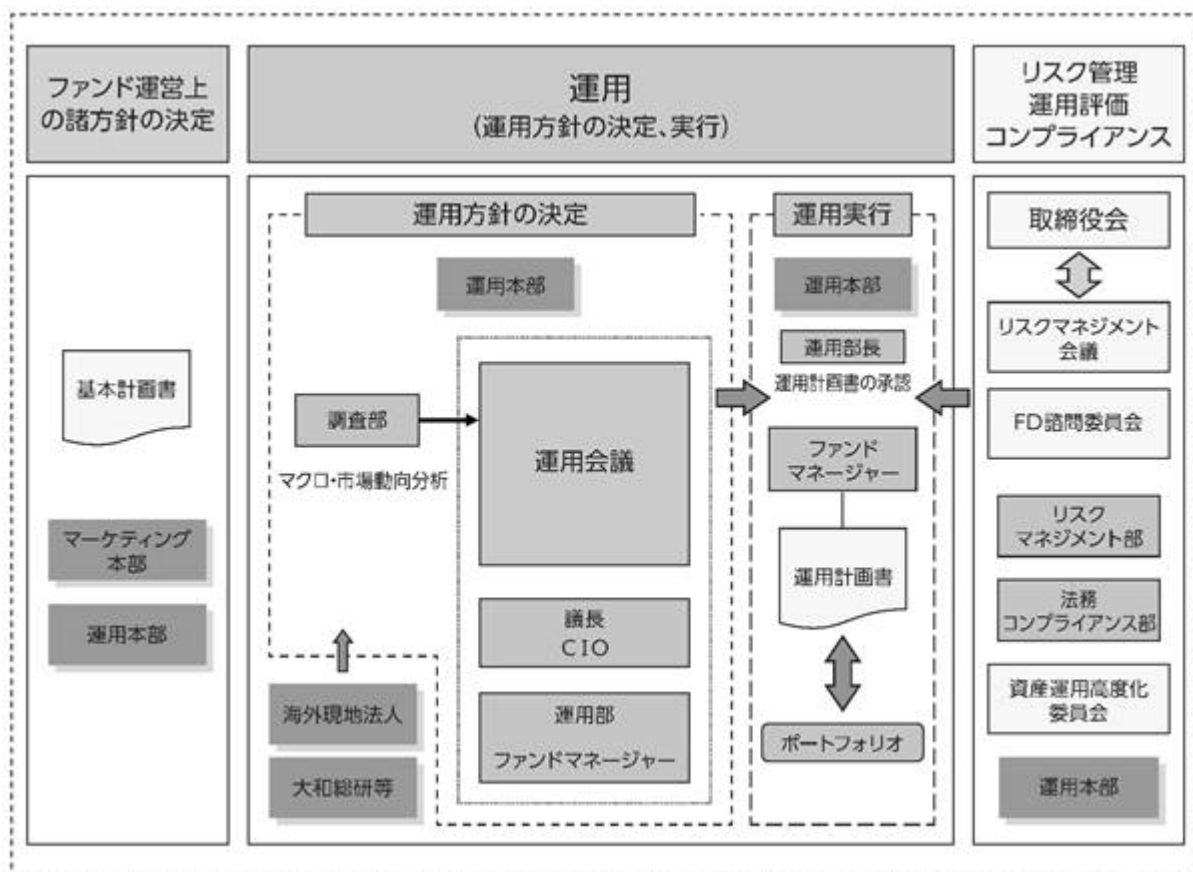 ファンド運営上
の諸方針の決定
運用
(運用方針の決定、実行)
リスク管理
運用評価
コンプライアンス
基本計画書
マーケティング
本部
運用本部
運用方針の決定
運用本部
調査部
マクロ・市場動向分析
運用会議
議長
CIO
運用部
ファンドマネージャー
海外現地法人
大和総研等
運用実行
運用本部
運用部長
運用計画書の承認
ファンド
マネージャー
運用計画書
ポートフォリオ
取締役会
リスクマネジメント
会議
FD諮問委員会
リスク
マネジメント部
法務
コンプライアンス部
資産運用高度化
委員会
運用本部